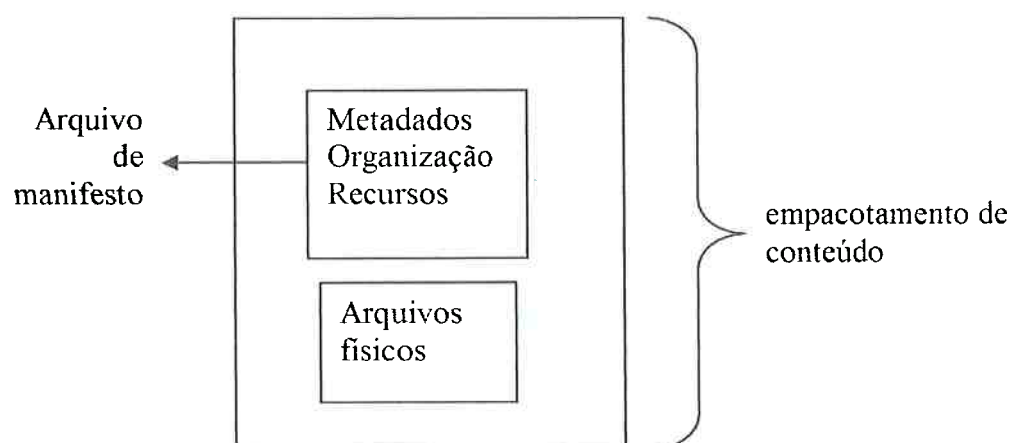 Arquivo
de
manifesto
Metadados
Organização
Recursos
Arquivos
físicos
empacotamento de
conteúdo